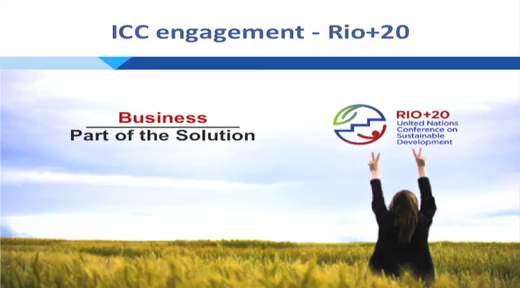 ICC engagement - Rio+20
Business
Part of the Solution
RIO+20
United Nations
Conference on
Sustainable
Development